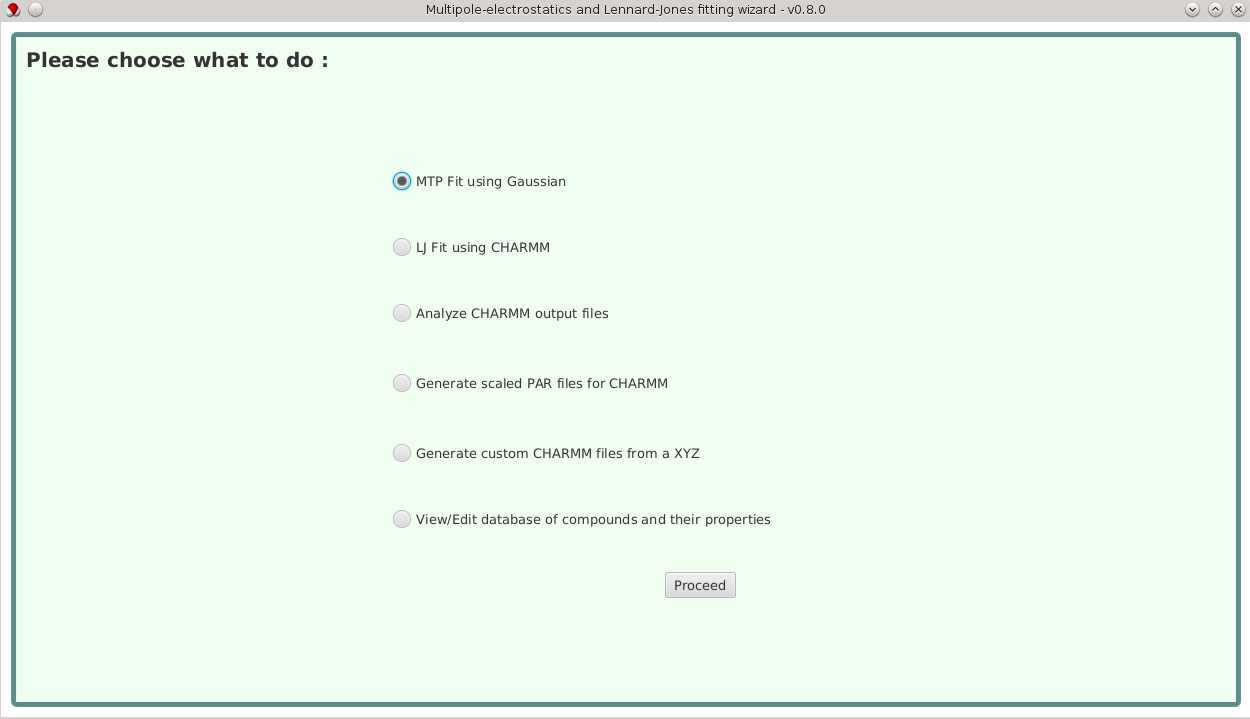 Multipole-electrostatics and Lennard-Jones fitting wizard - v0.8.0
Please choose what to do :
MTP Fit using Gaussian
LJ Fit using CHARMM
Analyze CHARMM output files
Generate scaled PAR files for CHARMM
Generate custom CHARMM files from a XYZ
View/Edit database of compounds and their properties
Proceed